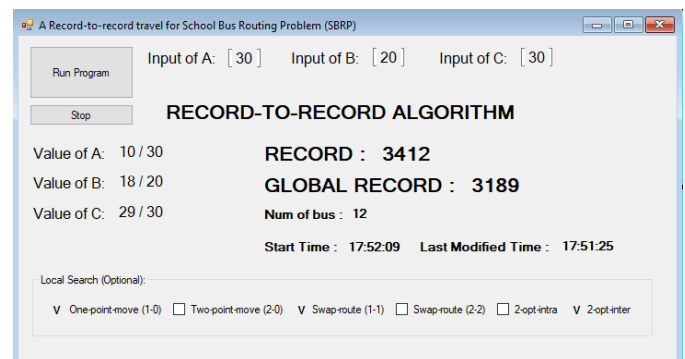 A Record-to-record travel for School Bus Routing Problem (SBRP)
Run Program
Input of A: [ 30 ] Input of B: [ 20 ] Input of C: [ 30 ]
Stop
RECORD-TO-RECORD ALGORITHM
Value of A: 10 / 30
RECORD : 3412
Value of B: 18 / 20
GLOBAL RECORD : 3189
Value of C: 29 / 30
Num of bus : 12
Start Time : 17:52:09 Last Modified Time : 17:51:25
Local Search (Optional):
V One-point-move (1-0) Two-point-move (2-0) V Swap-route (1-1) Swap-route (2-2) 2-opt-intra V 2-opt-inter